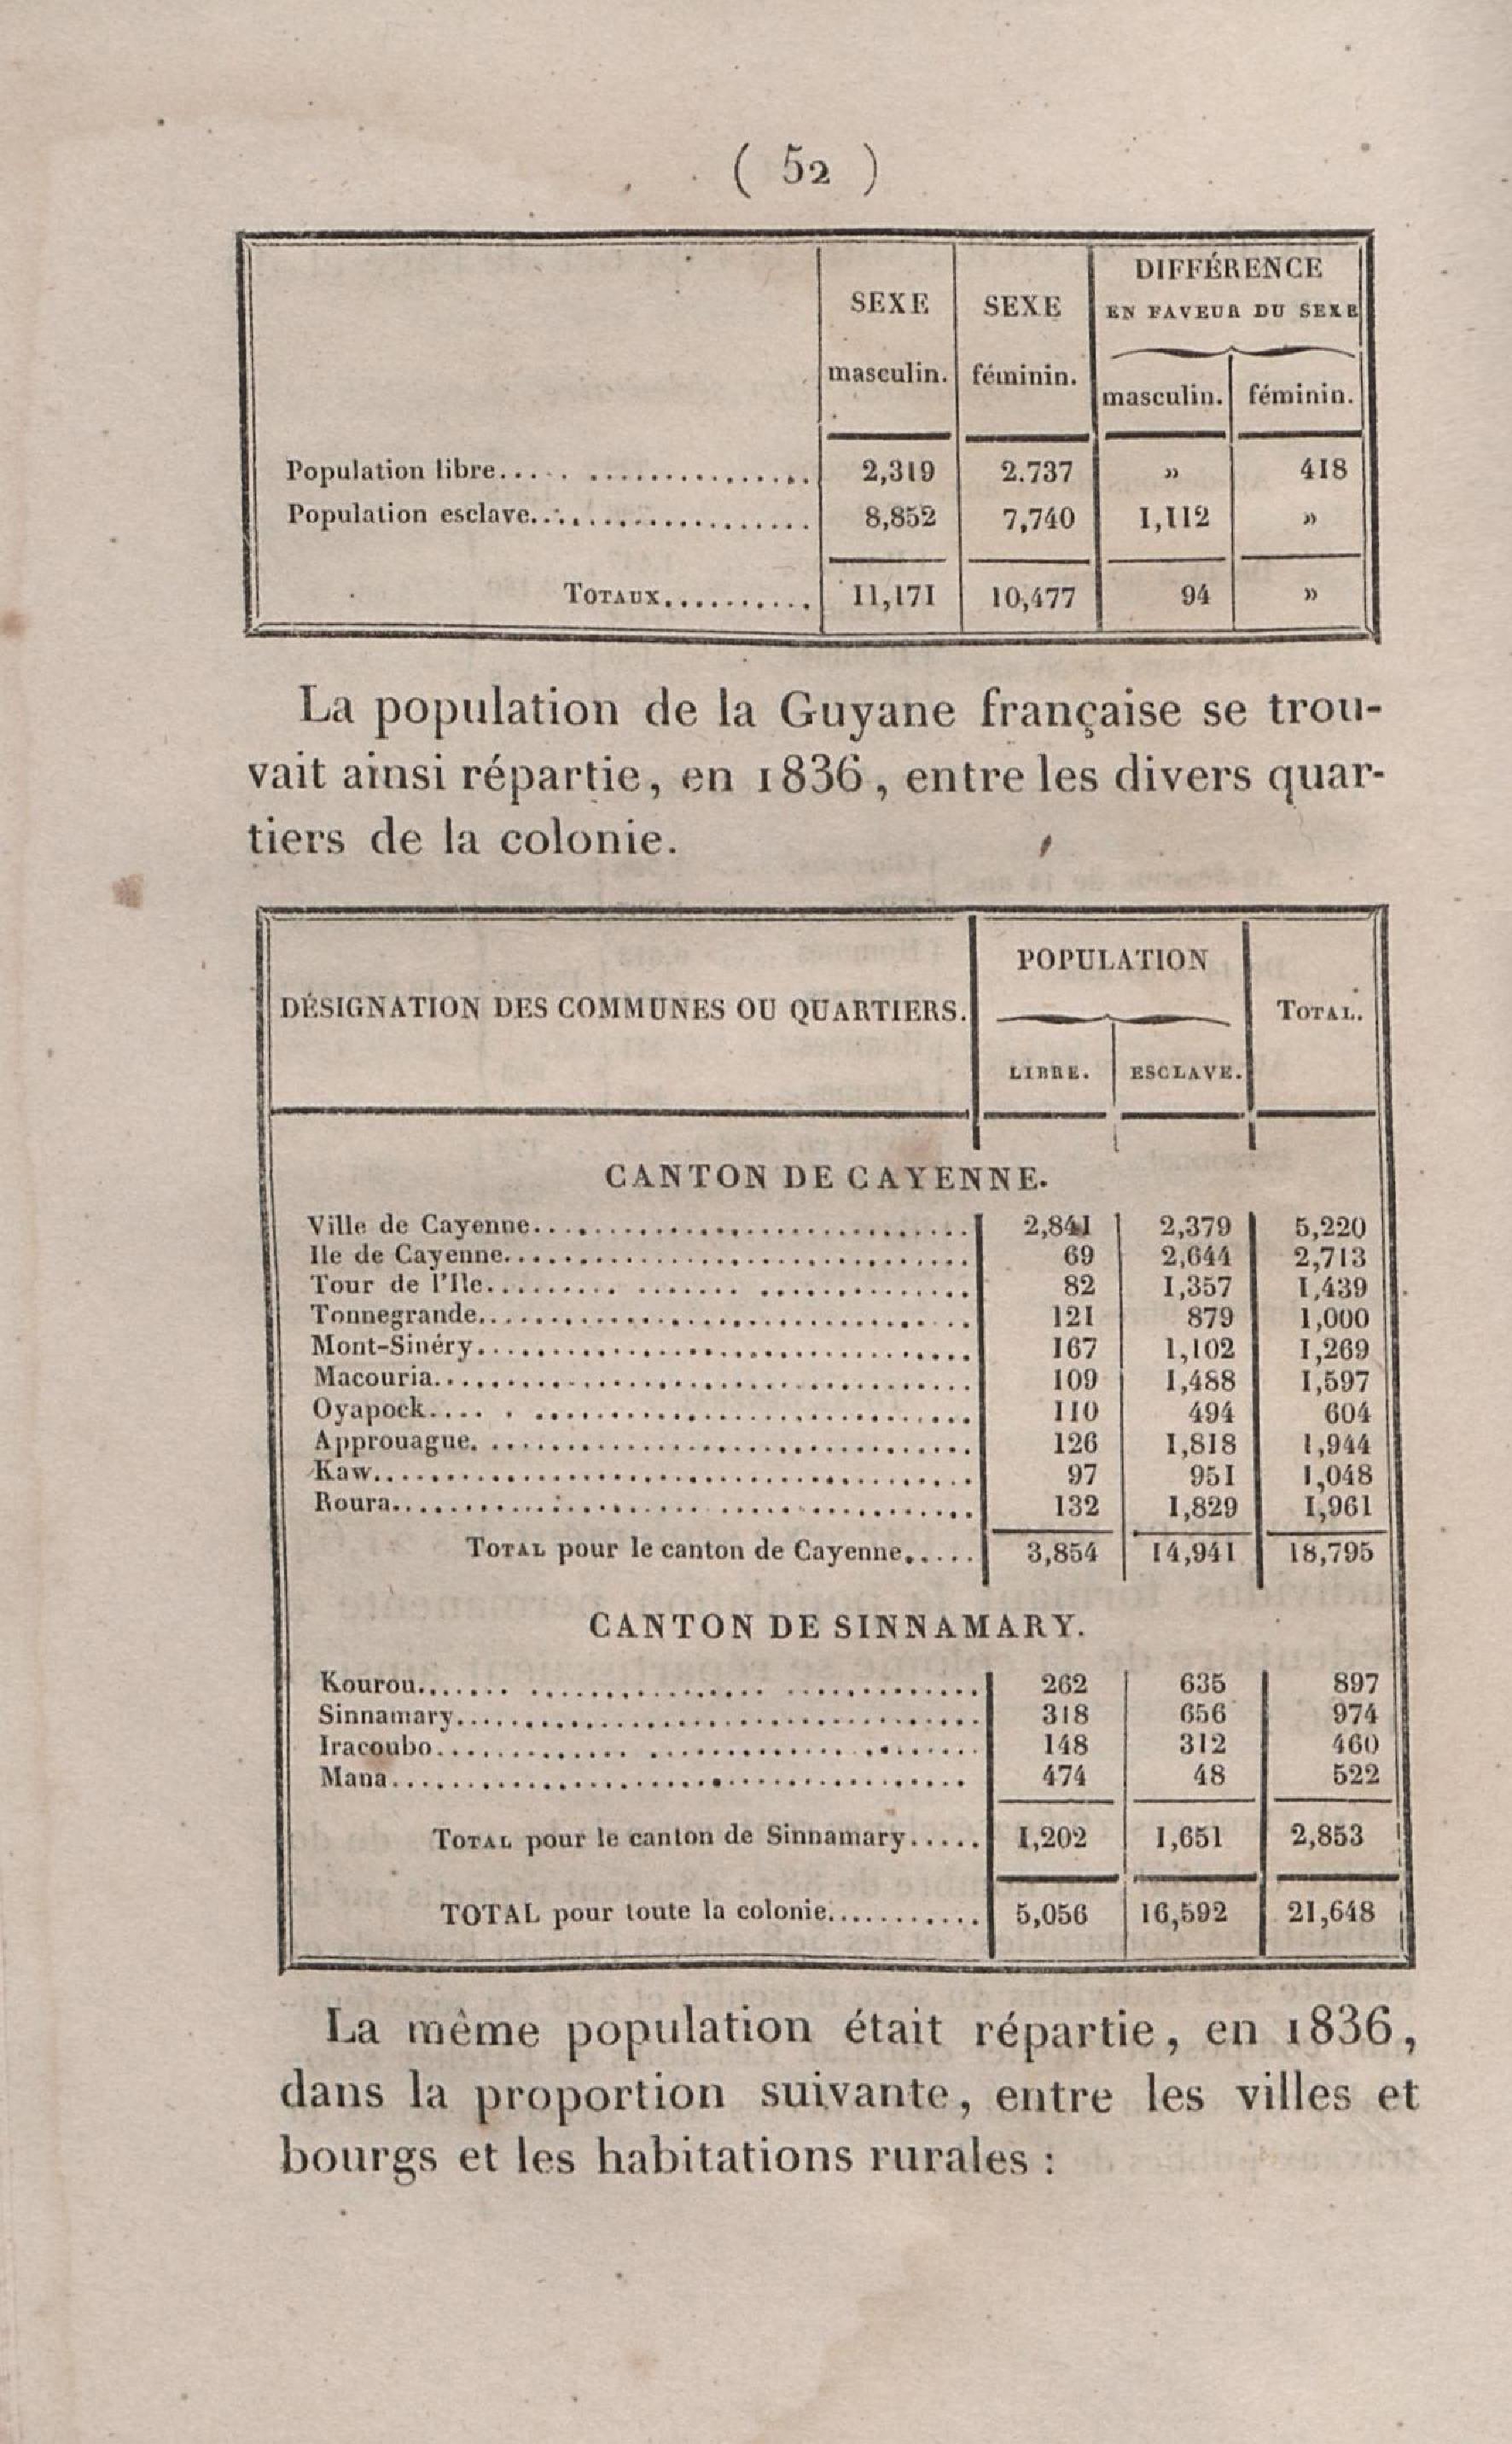 ( 52 )
SEXE masculin. SEXE féminin. DIFFÉRENCE EN FAVEUR DU SEXE masculin. féminin.
Population libre..... ............... 2,319 2.737 » 418
Population esclave.................... 8,852 7,740 1,112 »
TOTAUX.......... 11,171 10,477 94 »
La population de la Guyane française se trou-
vait ainsi répartie, en 1836, entre les divers quar-
tiers de la colonie.
DÉSIGNATION DES COMMUNES OU QUARTIERS. POPULATION LIBRE. ESCLAVE. TOTAL.
CANTON DE CAYENNE.
Ville de Cayenne............................. 2,841 2,379 5,220
Ile de Cayenne............................... 69 2,644 2,713
Tour de l'Ile.......... ....... .............. 82 1,357 1,439
Tonnegrande................................ 121 879 1,000
Mont-Sinéry................................. 167 1,102 1,269
Macouria.................................... 109 1,488 1,597
Oyapock.... . ............................. 110 494 604
Approuague. ................................ 126 1,818 1,944
Kaw........................................ 97 951 1,048
Roura....................................... 132 1,829 1,961
TOTAL pour le canton de Cayenne..... 3,854 14,941 18,795
CANTON DE SINNAMARY.
Kourou....... ................ ............. 262 635 897
Sinnamary................................... 318 656 974
Iracoubo............. ...................... 148 312 460
Mana...................................... 474 48 522
TOTAL pour le canton de Sinnamary..... 1,202 1,651 2,853
TOTAL pour toute la colonie........... 5,056 16,592 21,648
La même population était répartie, en 1836,
dans la proportion suivante, entre les villes et
bourgs et les habitations rurales :